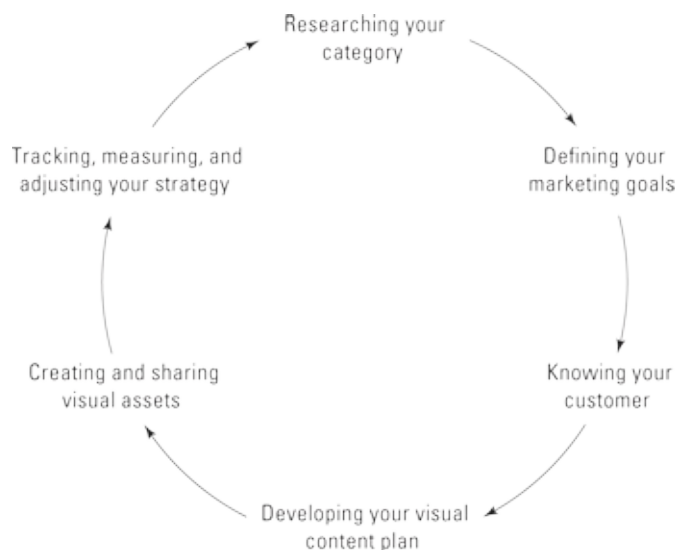 Researching your
category
Defining your
marketing goals
Knowing your
customer
Developing your visual
content plan
Creating and sharing
visual assets
Tracking, measuring, and
adjusting your strategy